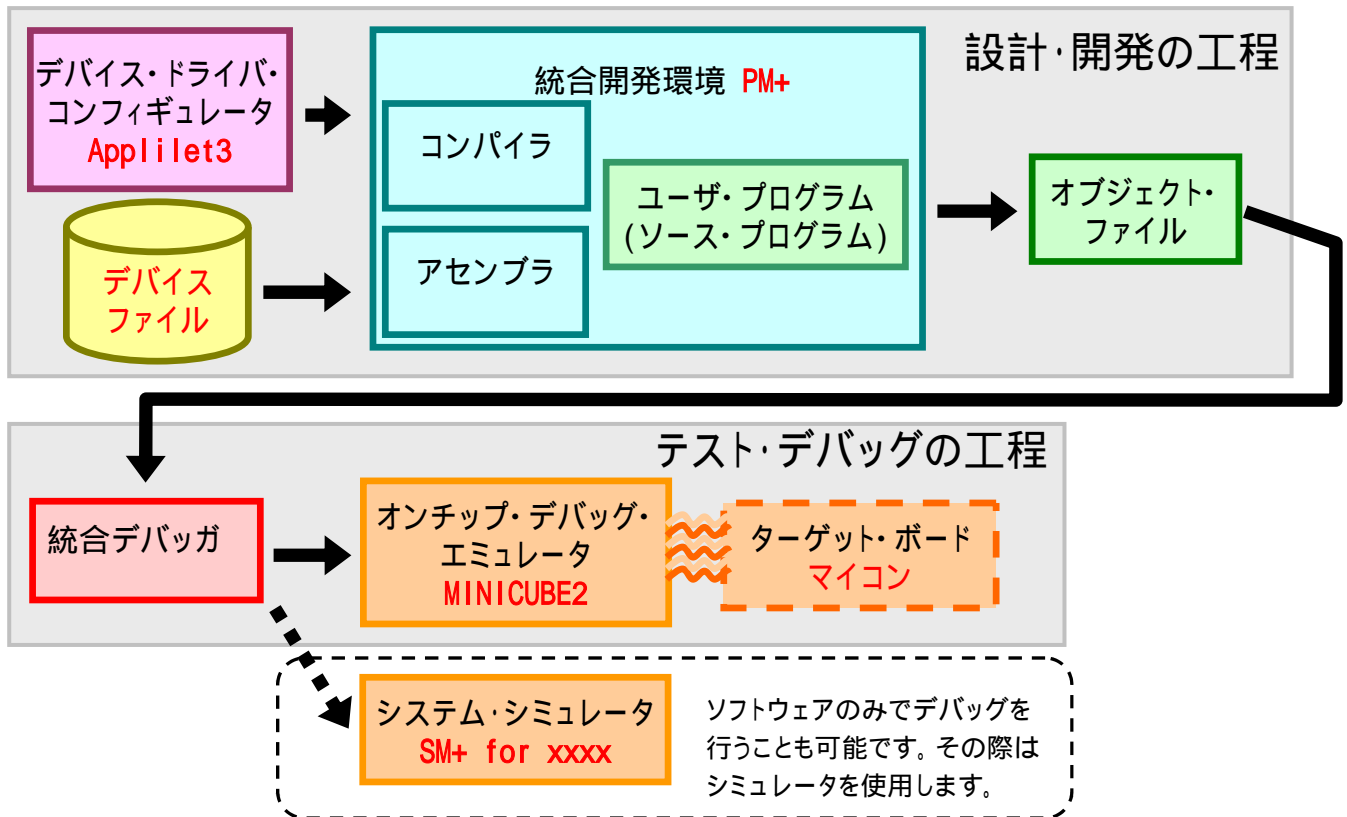 設計・開発の工程
デバイス・ドライバ・
コンフィギュレータ
Applilet3
統合開発環境 PM+
コンパイラ
ユーザ・プログラム
(ソース・プログラム)
アセンブラ
オブジェクト・
ファイル
デバイス
ファイル
テスト・デバッグの工程
統合デバッガ
オンチップ・デバッグ・
エミュレータ
MINICUBE2
ターゲット・ボード
マイコン
システム・シミュレータ
SM+ for xxxx
ソフトウェアのみでデバッグを
行うことも可能です。その際は
シミュレータを使用します。